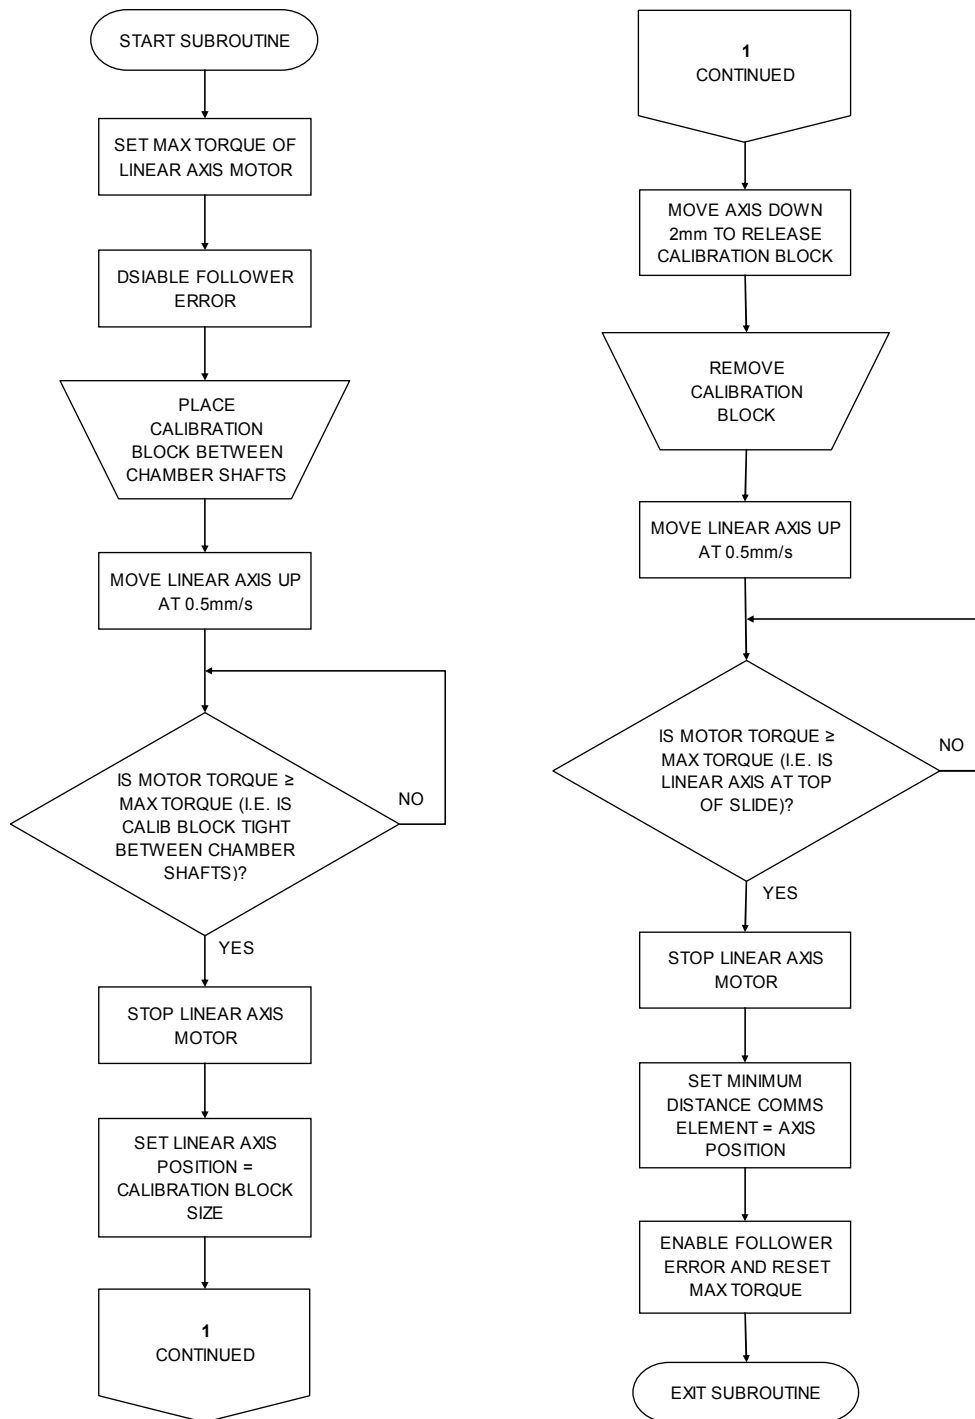 START SUBROUTINE
SET MAX TORQUE OF
LINEAR AXIS MOTOR
DSIABLE FOLLOWER
ERROR
PLACE
CALIBRATION
BLOCK BETWEEN
CHAMBER SHAFTS
MOVE LINEAR AXIS UP
AT 0.5mm/s
IS MOTOR TORQUE ≥
MAX TORQUE (I.E. IS
CALIB BLOCK TIGHT
BETWEEN CHAMBER
SHAFTS)?
NO
YES
STOP LINEAR AXIS
MOTOR
SET LINEAR AXIS
POSITION =
CALIBRATION BLOCK
SIZE
1
CONTINUED
1
CONTINUED
MOVE AXIS DOWN
2mm TO RELEASE
CALIBRATION BLOCK
REMOVE
CALIBRATION
BLOCK
MOVE LINEAR AXIS UP
AT 0.5mm/s
IS MOTOR TORQUE ≥
MAX TORQUE (I.E. IS
LINEAR AXIS AT TOP
OF SLIDE)?
NO
YES
STOP LINEAR AXIS
MOTOR
SET MINIMUM
DISTANCE COMMS
ELEMENT = AXIS
POSITION
ENABLE FOLLOWER
ERROR AND RESET
MAX TORQUE
EXIT SUBROUTINE